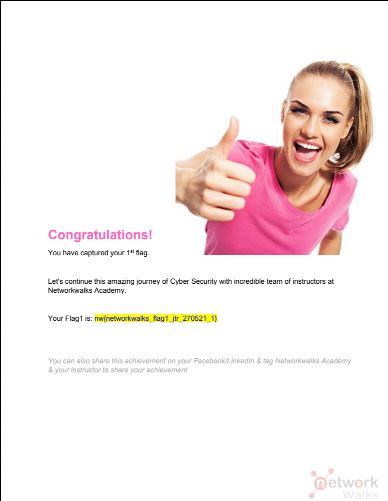 Congratulations!
You have captured your 1st flag.
Let's continue this amazing journey of Cyber Security with incredible team of instructors at
Networkwalks Academy.
Your Flag1 is: nw{networkwalks_flag1_jtr_270521_1}
You can also share this achievement on your Facebook/LinkedIn & tag Networkwalks Academy
& your instructor to share your achievement.
network
Walks